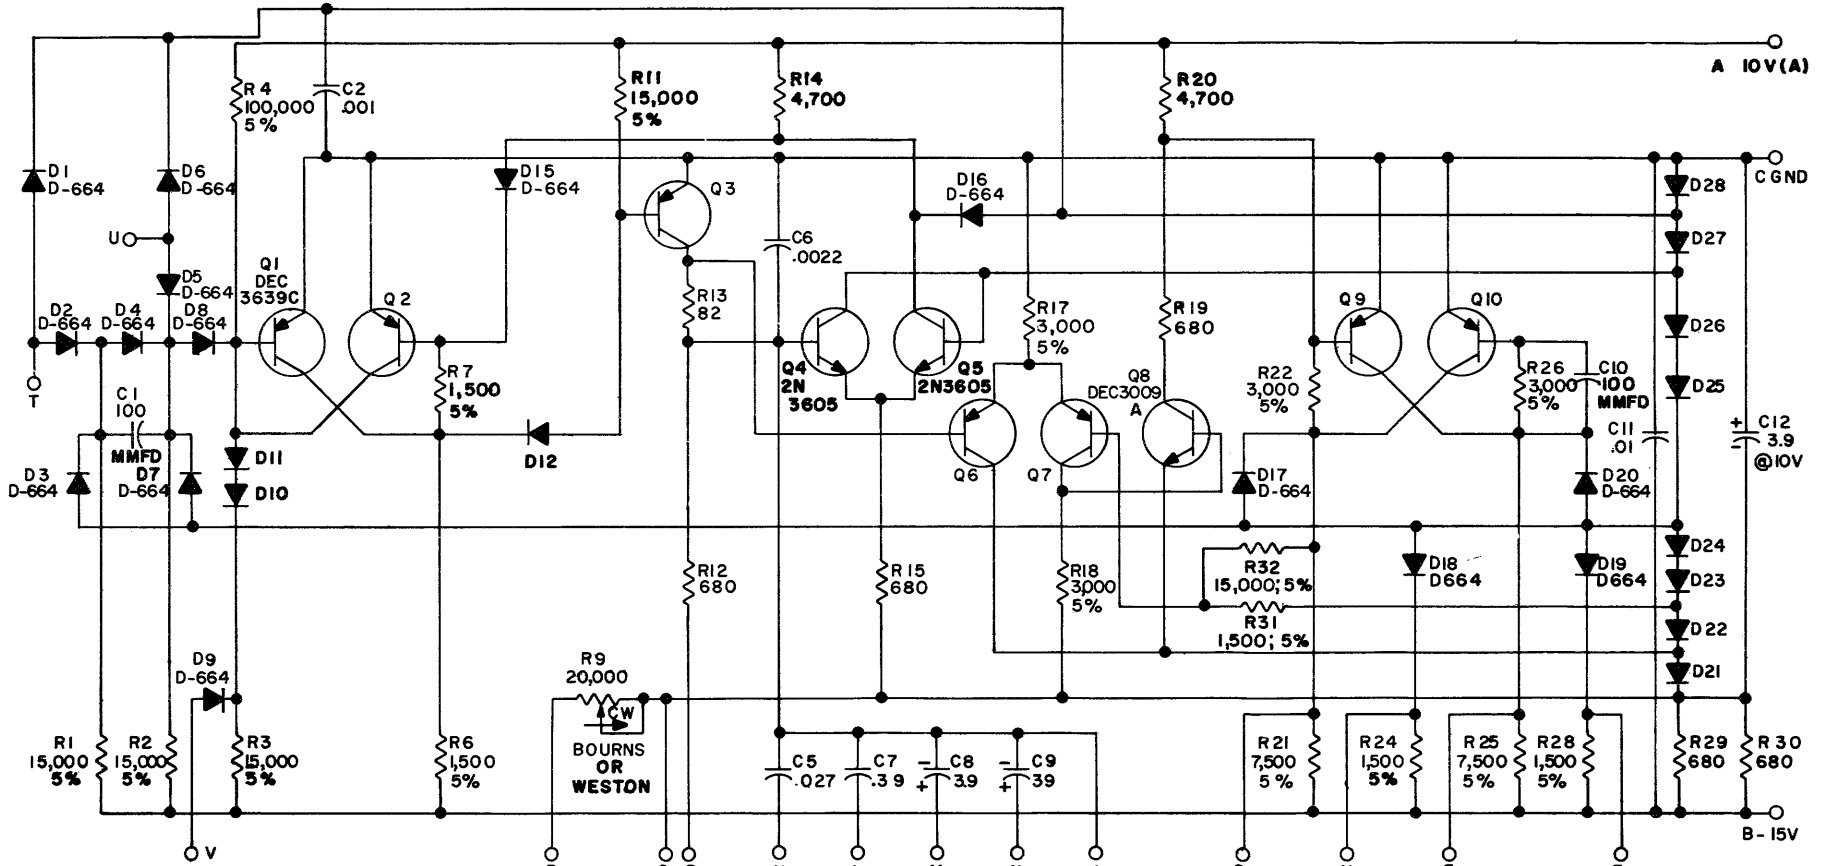 A 10V(A)
R4
100,000
5%
C2
.001
R11
15,000
5%
R14
4,700
R20
4,700
C GND
D1
D-664
D6
D-664
D15
D-664
Q3
D16
D-664
D28
U
D27
C6
.0022
D5
D-664
Q1
DEC
3639C
Q2
R13
82
R17
3,000
5%
R19
680
Q9
Q10
D26
D2
D-664
D4
D-664
D8
D-664
T
R7
1,500
5%
Q4
2N
3605
Q5
2N3605
Q8
DEC3009
A
R22
3,000
5%
R26
3,000
5%
C10
100
MMFD
D25
C1
100
MMFD
C11
.01
+
-
C12
3.9
@10V
D11
D12
D10
D3
D-664
D7
D-664
Q6
Q7
D17
D-664
D20
D-664
D24
R12
680
R15
680
R18
3,000
5%
R32
15,000; 5%
D18
D664
D19
D664
D23
R31
1,500; 5%
D22
D9
D-664
R9
20,000
CW
BOURNS
OR
WESTON
D21
R1
15,000
5%
R2
15,000
5%
R3
15,000
5%
R6
1,500
5%
C5
.027
C7
.39
-
+
C8
3.9
-
+
C9
39
R21
7,500
5%
R24
1,500
5%
R25
7,500
5%
R28
1,500
5%
R29
680
R30
680
B-15V
V